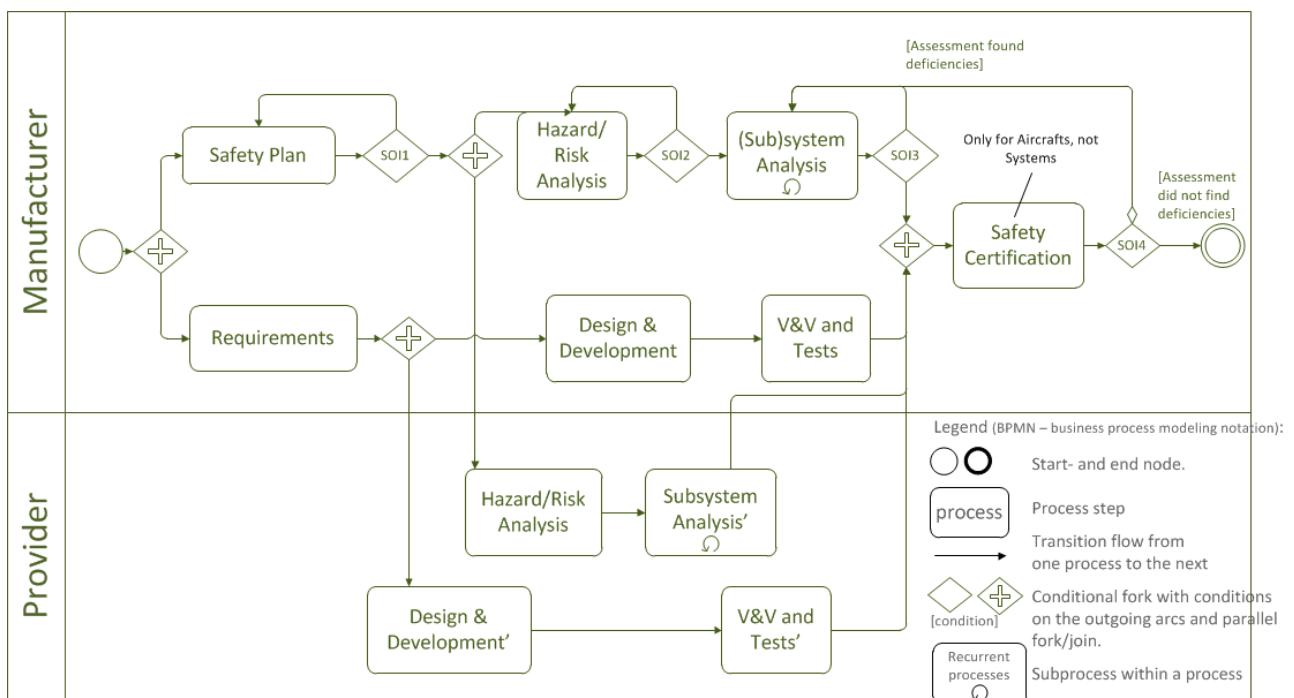 Manufacturer
[Assessment found
deficiencies]
Safety Plan
SOI1
Hazard/
Risk
Analysis
SOI2
(Sub)system
Analysis
SOI3
Only for Aircrafts, not
Systems
[Assessment
did not find
deficiencies]
Safety
Certification
SOI4
Requirements
Design &
Development
V&V and
Tests
Provider
Hazard/Risk
Analysis
Subsystem
Analysis’
Design &
Development’
V&V and
Tests’
Legend (BPMN – business process modeling notation):
Start- and end node.
process
Process step
Transition flow from
one process to the next
[condition]
Conditional fork with conditions
on the outgoing arcs and parallel
fork/join.
Recurrent
processes
Subprocess within a process